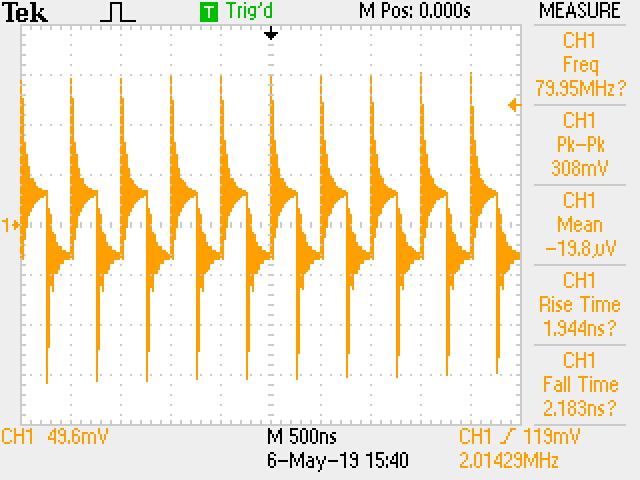 Tek T Trig'd M Pos: 0.000s MEASURE
CH1
Freq
79.95MHz?
CH1
Pk-Pk
308mV
CH1
Mean
-19.8µV
CH1
Rise Time
1.944ns?
CH1
Fall Time
2.183ns?
1
CH1 49.6mV M 500ns CH1 / 119mV
6-May-19 15:40 2.01429MHz